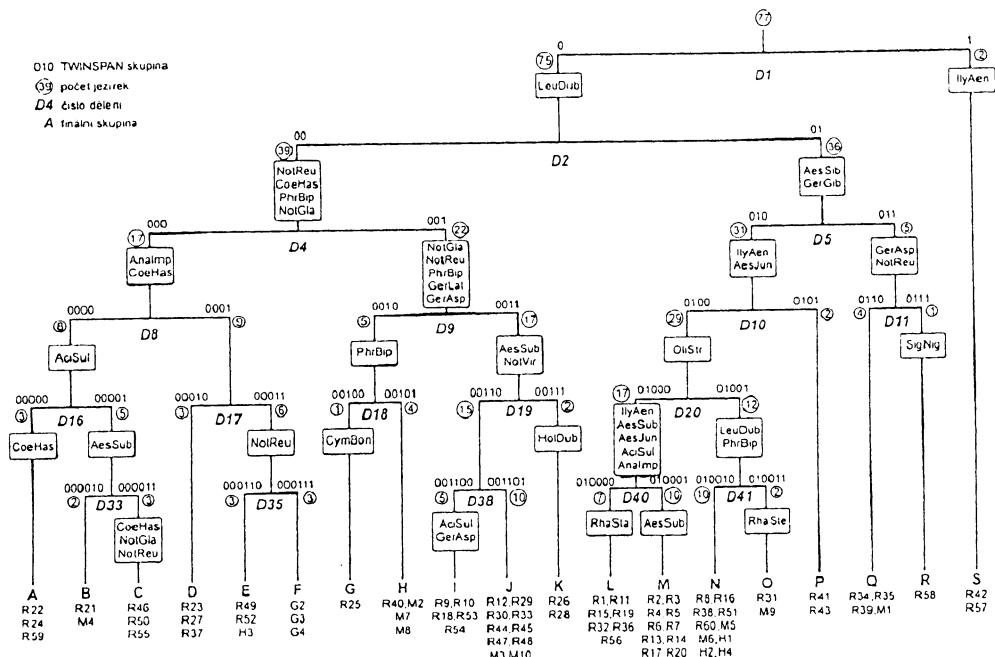 77
0
1
010 TWINSPAN skupina
39 počet jezírek
D4 číslo dělení
A finální skupina
75
LeuDub
D1
2
IlyAen
00
01
39
NotReu
CoeHas
PhrBip
NotGla
D2
36
AesSib
GerGib
000
001
17
AnaImp
CoeHas
D4
22
NotGla
NotReu
PhrBip
GerLat
GerAsp
010
011
31
IlyAen
AesJun
D5
5
GerAsp
NotReu
0000
0001
8
AciSul
D8
9
0010
0011
5
PhrBip
D9
17
AesSub
NotVir
0100
0101
29
OliStr
D10
2
0110
0111
4
D11
1
SigNig
00000
00001
3
CoeHas
D16
5
AesSub
00010
00011
3
D17
6
NotReu
00100
00101
1
CymBon
D18
4
00110
00111
15
D19
2
HolDub
01000
01001
17
IlyAen
AesSub
AesJun
AciSul
AnaImp
D20
12
LeuDub
PhrBip
000010
000011
2
D33
3
CoeHas
NotGla
NotReu
000110
000111
3
D35
3
001100
001101
5
AciSul
GerAsp
D38
10
010000
010001
7
RhaSta
D40
10
AesSub
010010
010011
10
D41
2
RhaSte
A
R22
R24
R59
B
R21
M4
C
R46
R50
R55
D
R23
R27
R37
E
R49
R52
H3
F
G2
G3
G4
G
R25
H
R40, M2
M7
M8
I
R9, R10
R18, R53
R54
J
R12, R29
R30, R33
R44, R45
R47, R48
M3, M10
K
R26
R28
L
R1, R11
R15, R19
R32, R36
R56
M
R2, R3
R4, R5
R6, R7
R13, R14
R17, R20
N
R8, R16
R38, R51
R60, M5
M6, H1
H2, H4
O
R31
M9
P
R41
R43
Q
R34, R35
R39, M1
R
R58
S
R42
R57